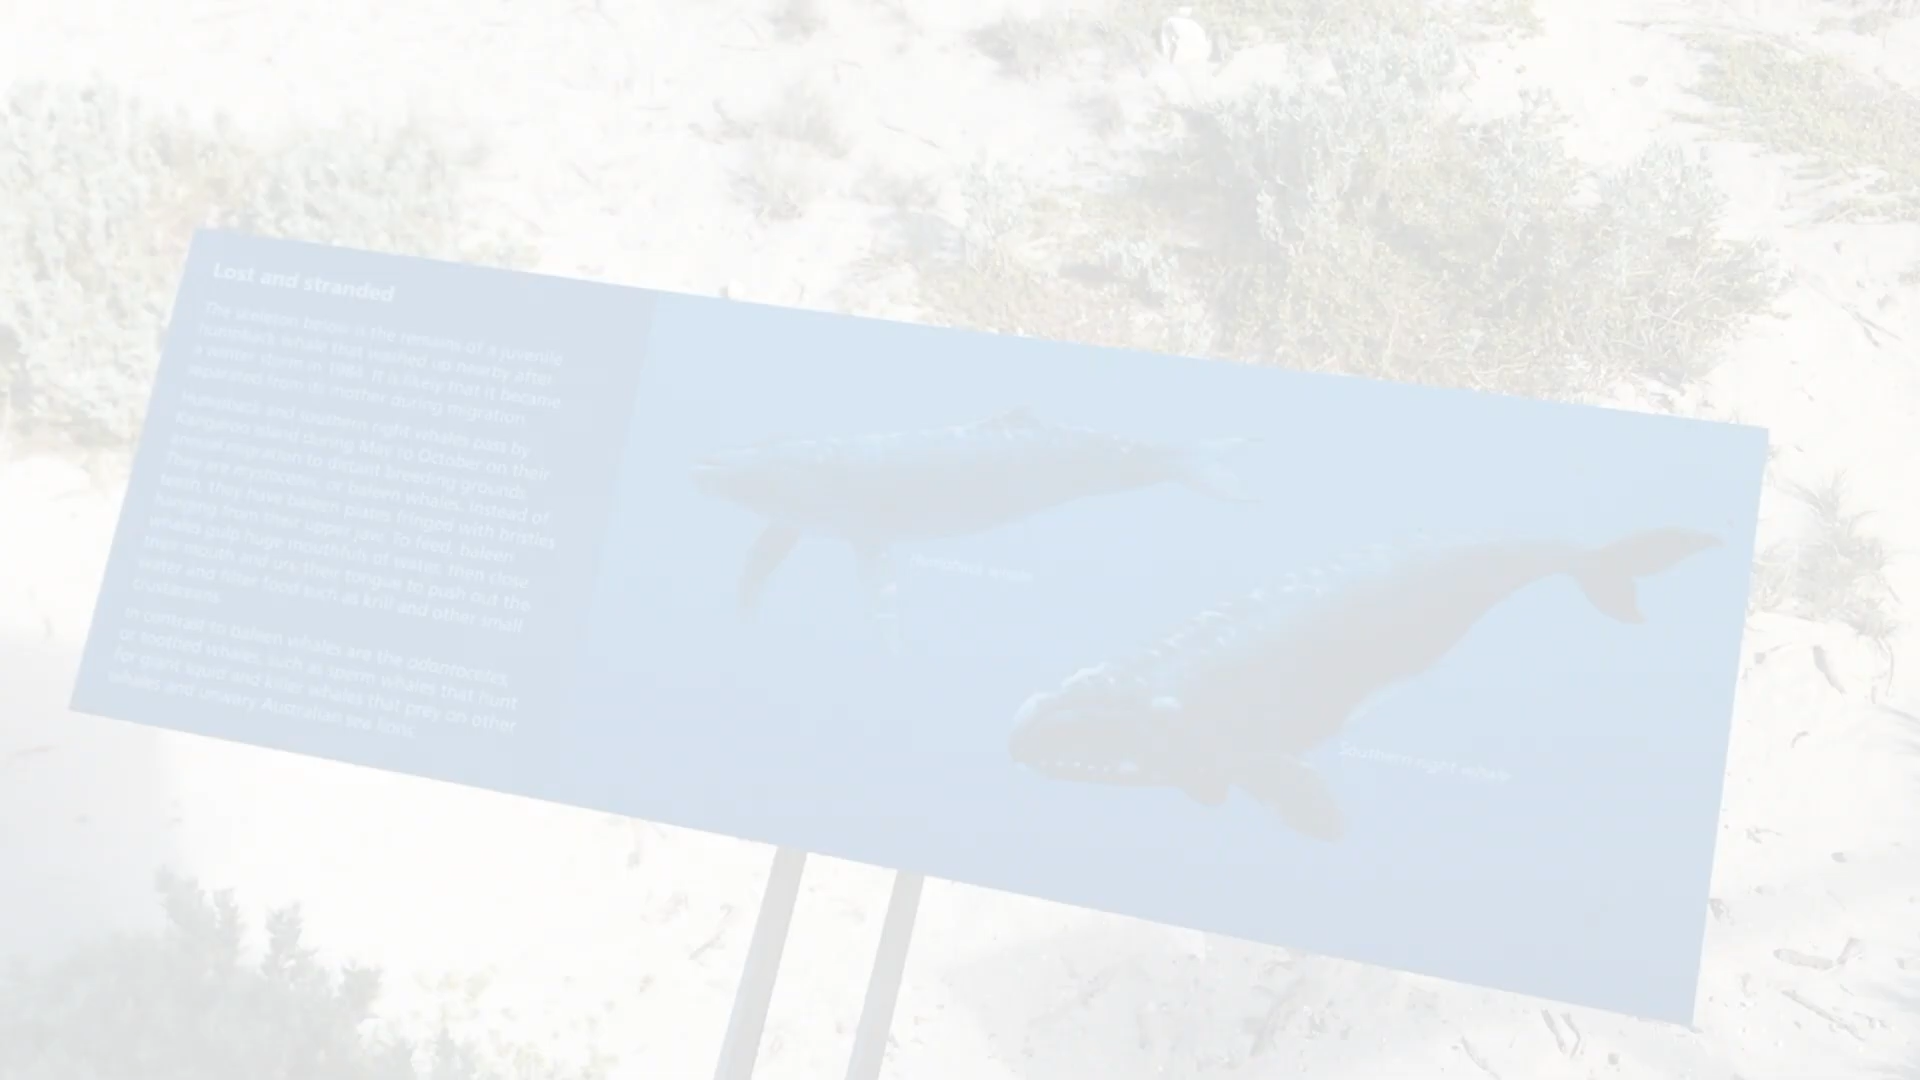 Lost and stranded
The skeleton below is the remains of a juvenile
humpback whale that washed up nearby after
a winter storm in 1984. It is likely that it became
separated from its mother during migration.
Humpback and southern right whales pass by
Kangaroo Island during May to October on their
annual migration to distant breeding grounds.
They are mystocetes, or baleen whales. Instead of
teeth, they have baleen plates fringed with bristles
hanging from their upper jaw. To feed, baleen
whales gulp huge mouthfuls of water, then close
their mouth and use their tongue to push out the
water and filter food such as krill and other small
crustaceans.
In contrast to baleen whales are the odontocetes,
or toothed whales, such as sperm whales that hunt
for giant squid and killer whales that prey on other
whales and unwary Australian sea lions.
Humpback whale
Southern right whale